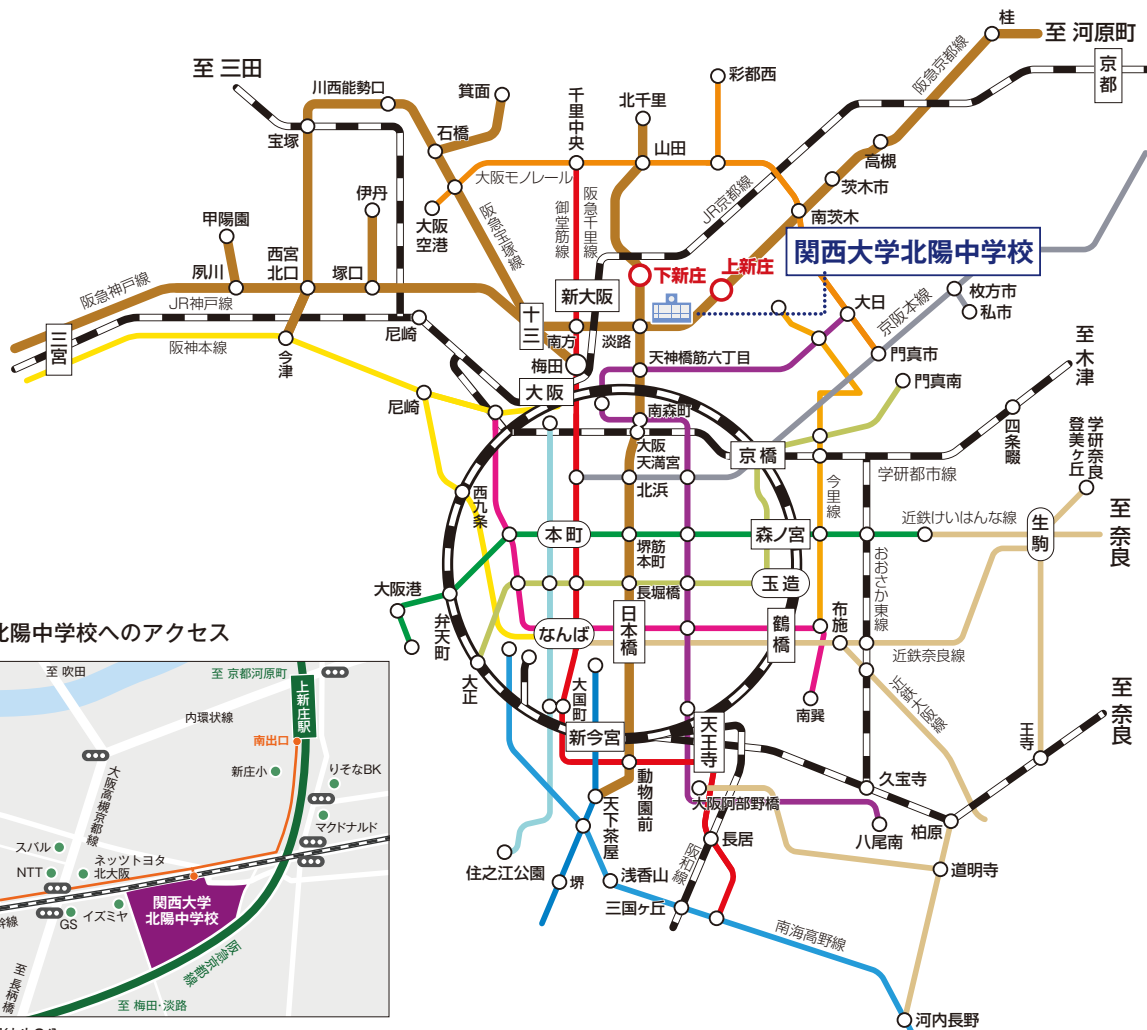 至 河原町
桂
京都
阪急京都線
至 三田
川西能勢口
箕面
千里中央
北千里
彩都西
宝塚
石橋
山田
高槻
大阪モノレール
茨木市
伊丹
大阪空港
阪急宝塚線
御堂筋線
阪急千里線
JR京都線
南茨木
甲陽園
西宮北口
塚口
夙川
関西大学北陽中学校
下新庄
上新庄
新大阪
阪急神戸線
JR神戸線
三宮
阪神本線
今津
尼崎
十三
南方
淡路
梅田
大日
京阪本線
枚方市
私市
門真市
天神橋筋六丁目
至 木津
門真南
大阪
尼崎
南森町
四条畷
学研奈良登美ヶ丘
大阪天満宮
京橋
学研都市線
北浜
西九条
今里線
近鉄けいはんな線
生駒
至 奈良
本町
堺筋本町
森ノ宮
おおさか東線
大阪港
長堀橋
玉造
弁天町
なんば
日本橋
鶴橋
布施
近鉄奈良線
大正
大国町
南巽
近鉄大阪線
至 奈良
新今宮
天王寺
王寺
動物園前
久宝寺
天下茶屋
大阪阿部野橋
柏原
八尾南
住之江公園
長居
道明寺
堺
浅香山
阪和線
三国ヶ丘
南海高野線
河内長野
北陽中学校へのアクセス
至 吹田
至 京都河原町
上新庄駅
内環状線
南出口
新庄小
りそなBK
大阪高槻京都線
マクドナルド
スバル
ネッツトヨタ北大阪
NTT
関西大学
北陽中学校
イズミヤ
GS
幹線
阪急京都線
至 長柄橋
至 梅田・淡路